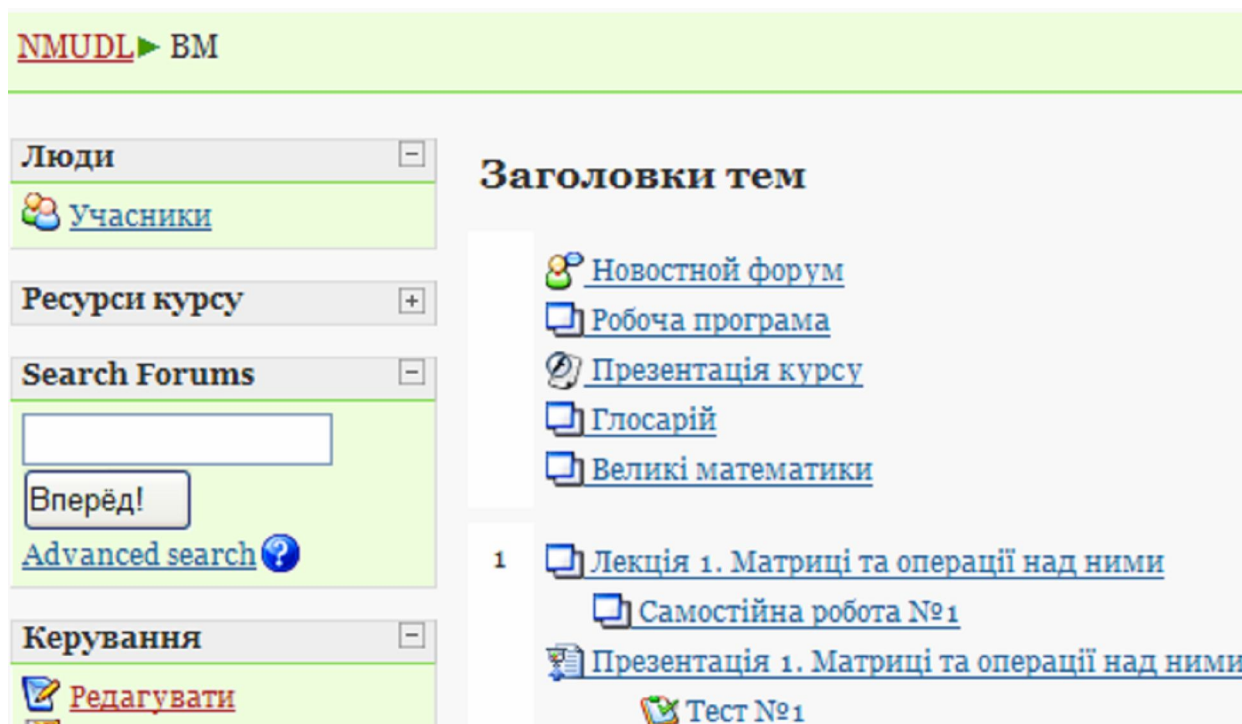 NMUDL ► ВМ
Люди
Учасники
Ресурси курсу
Search Forums
Вперёд!
Advanced search
Керування
Редагувати
Заголовки тем
Новостной форум
Робоча програма
Презентація курсу
Глосарій
Великі математики
1 Лекція 1. Матриці та операції над ними
Самостійна робота №1
Презентація 1. Матриці та операції над ними
Тест №1